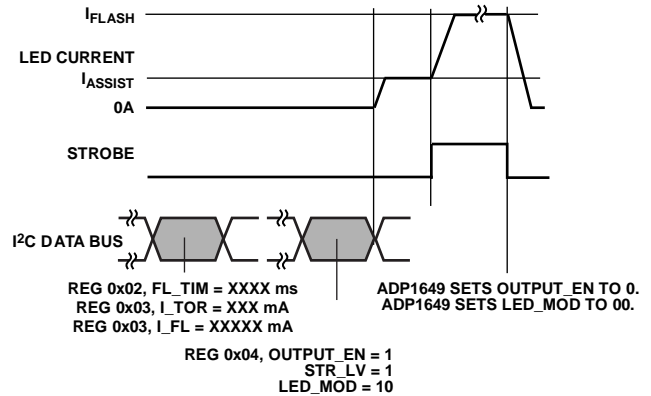 IFLASH
LED CURRENT
IASSIST
0A
STROBE
I2C DATA BUS
REG 0x02, FL_TIM = XXXX ms
REG 0x03, I_TOR = XXX mA
REG 0x03, I_FL = XXXXX mA
ADP1649 SETS OUTPUT_EN TO 0.
ADP1649 SETS LED_MOD TO 00.
REG 0x04, OUTPUT_EN = 1
STR_LV = 1
LED_MOD = 10